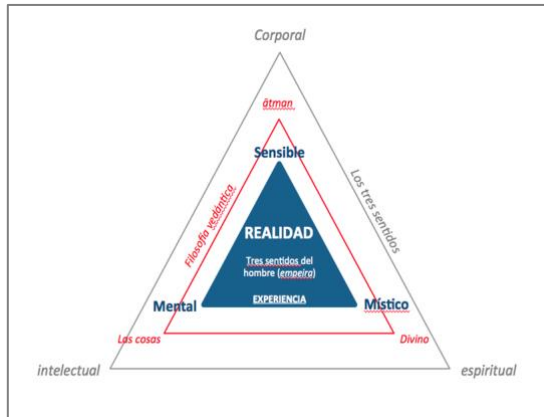 Corporal
âtman
Sensible
Filosofía vedántica
Los tres sentidos
REALIDAD
Tres sentidos del
hombre (empeira)
EXPERIENCIA
Mental
Místico
Las cosas
Divino
intelectual
espiritual